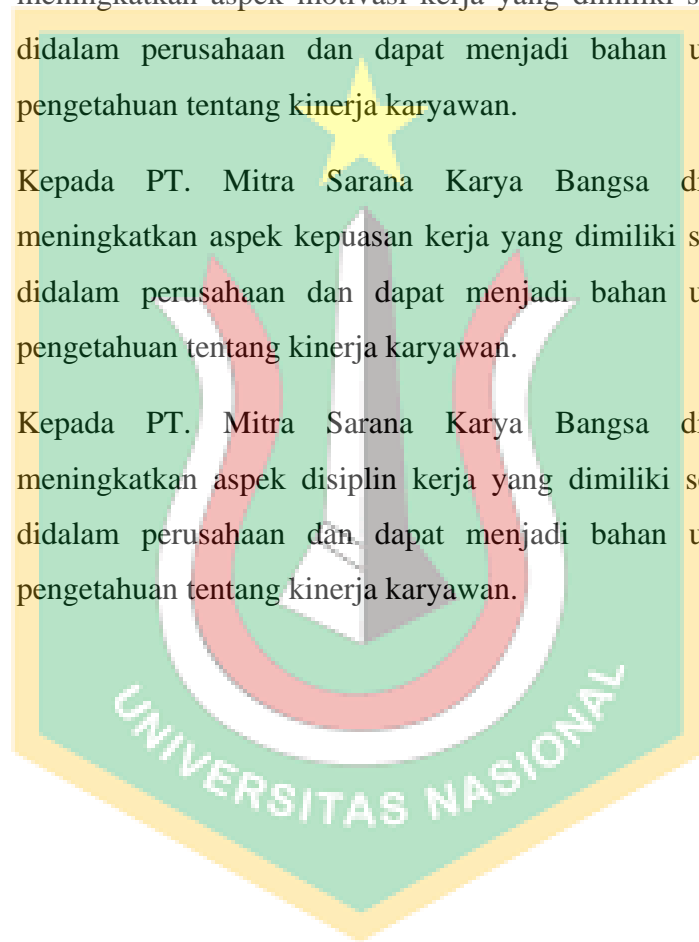 meningkatkan aspek motivasi kerja yang dimiliki
didalam perusahaan dan dapat menjadi bahan
pengetahuan tentang kinerja karyawan.
Kepada PT. Mitra Sarana Karya Bangsa
meningkatkan aspek kepuasan kerja yang dimiliki
didalam perusahaan dan dapat menjadi bahan
pengetahuan tentang kinerja karyawan.
Kepada PT. Mitra Sarana Karya Bangsa
meningkatkan aspek disiplin kerja yang dimiliki
didalam perusahaan dan dapat menjadi bahan
pengetahuan tentang kinerja karyawan.
UNIVERSITAS NASIONAL